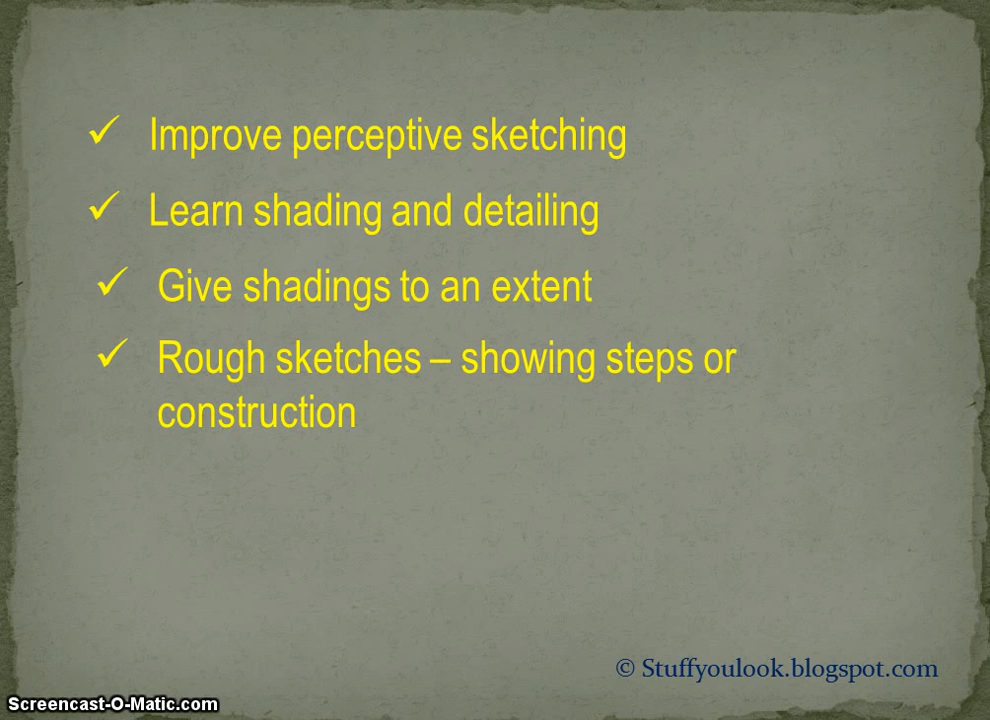 ✓ Improve perceptive sketching
✓ Learn shading and detailing
✓ Give shadings to an extent
✓ Rough sketches – showing steps or
construction
© Stuffyoulook.blogspot.com
Screencast-O-Matic.com